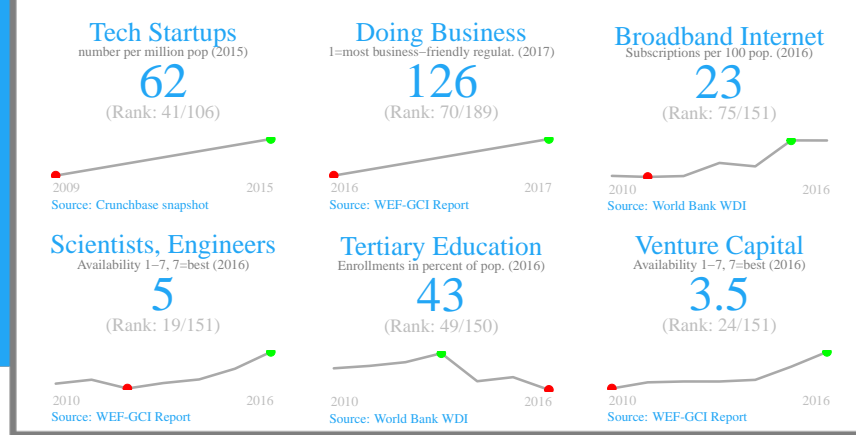 Tech Startups
number per million pop (2015)
62
(Rank: 41/106)
2009 2015
Source: Crunchbase snapshot
Doing Business
1=most business–friendly regulat. (2017)
126
(Rank: 70/189)
2016 2017
Source: WEF-GCI Report
Broadband Internet
Subscriptions per 100 pop. (2016)
23
(Rank: 75/151)
2010 2016
Source: World Bank WDI
Scientists, Engineers
Availability 1–7, 7=best (2016)
5
(Rank: 19/151)
2010 2016
Source: WEF-GCI Report
Tertiary Education
Enrollments in percent of pop. (2016)
43
(Rank: 49/150)
2010 2016
Source: World Bank WDI
Venture Capital
Availability 1–7, 7=best (2016)
3.5
(Rank: 24/151)
2010 2016
Source: WEF-GCI Report